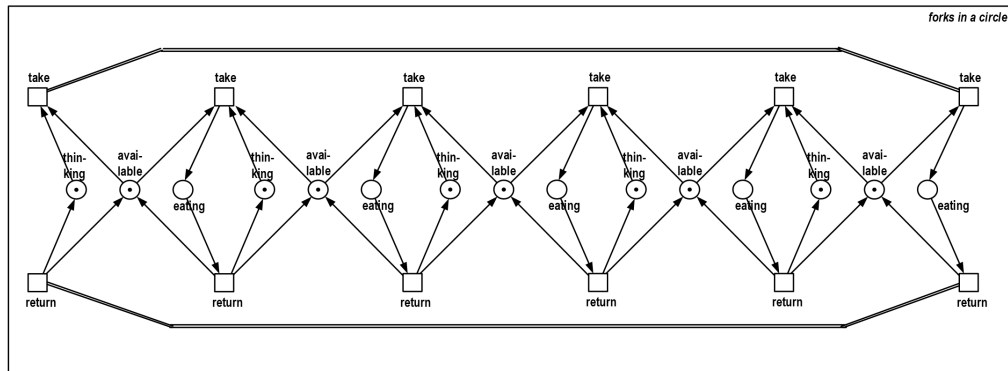 forks in a circle
take
take
take
take
take
take
thin-
king
avai-
lable
thin-
king
avai-
lable
thin-
king
avai-
lable
thin-
king
avai-
lable
thin-
king
avai-
lable
eating
eating
eating
eating
eating
return
return
return
return
return
return